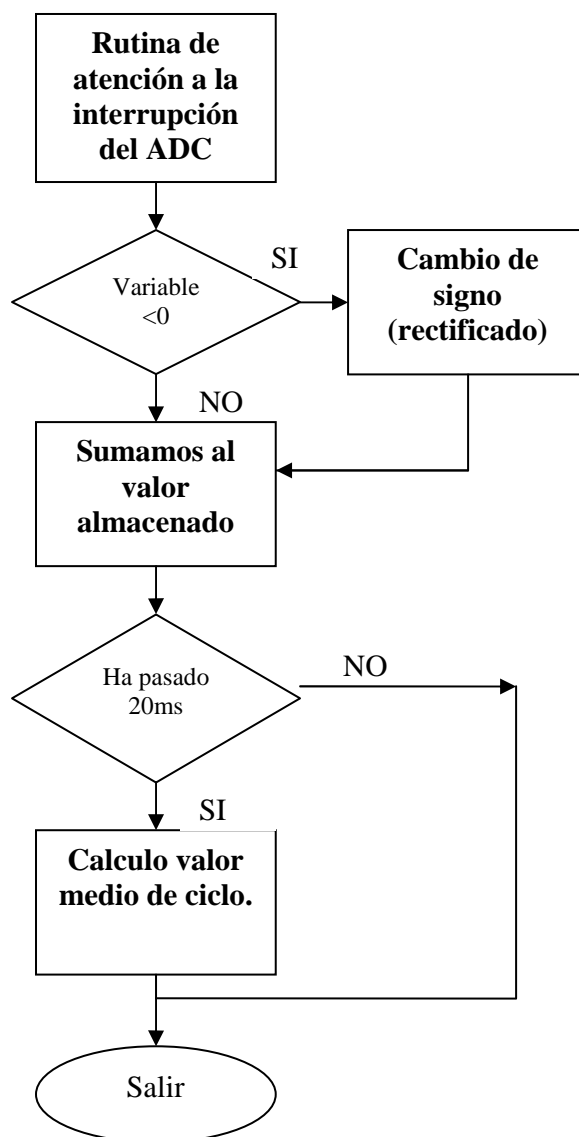 Rutina de
atención a la
interrupción
del ADC
SI
Variable
<0
Cambio de
signo
(rectificado)
NO
Sumamos al
valor
almacenado
NO
Ha pasado
20ms
SI
Calculo valor
medio de ciclo.
Salir